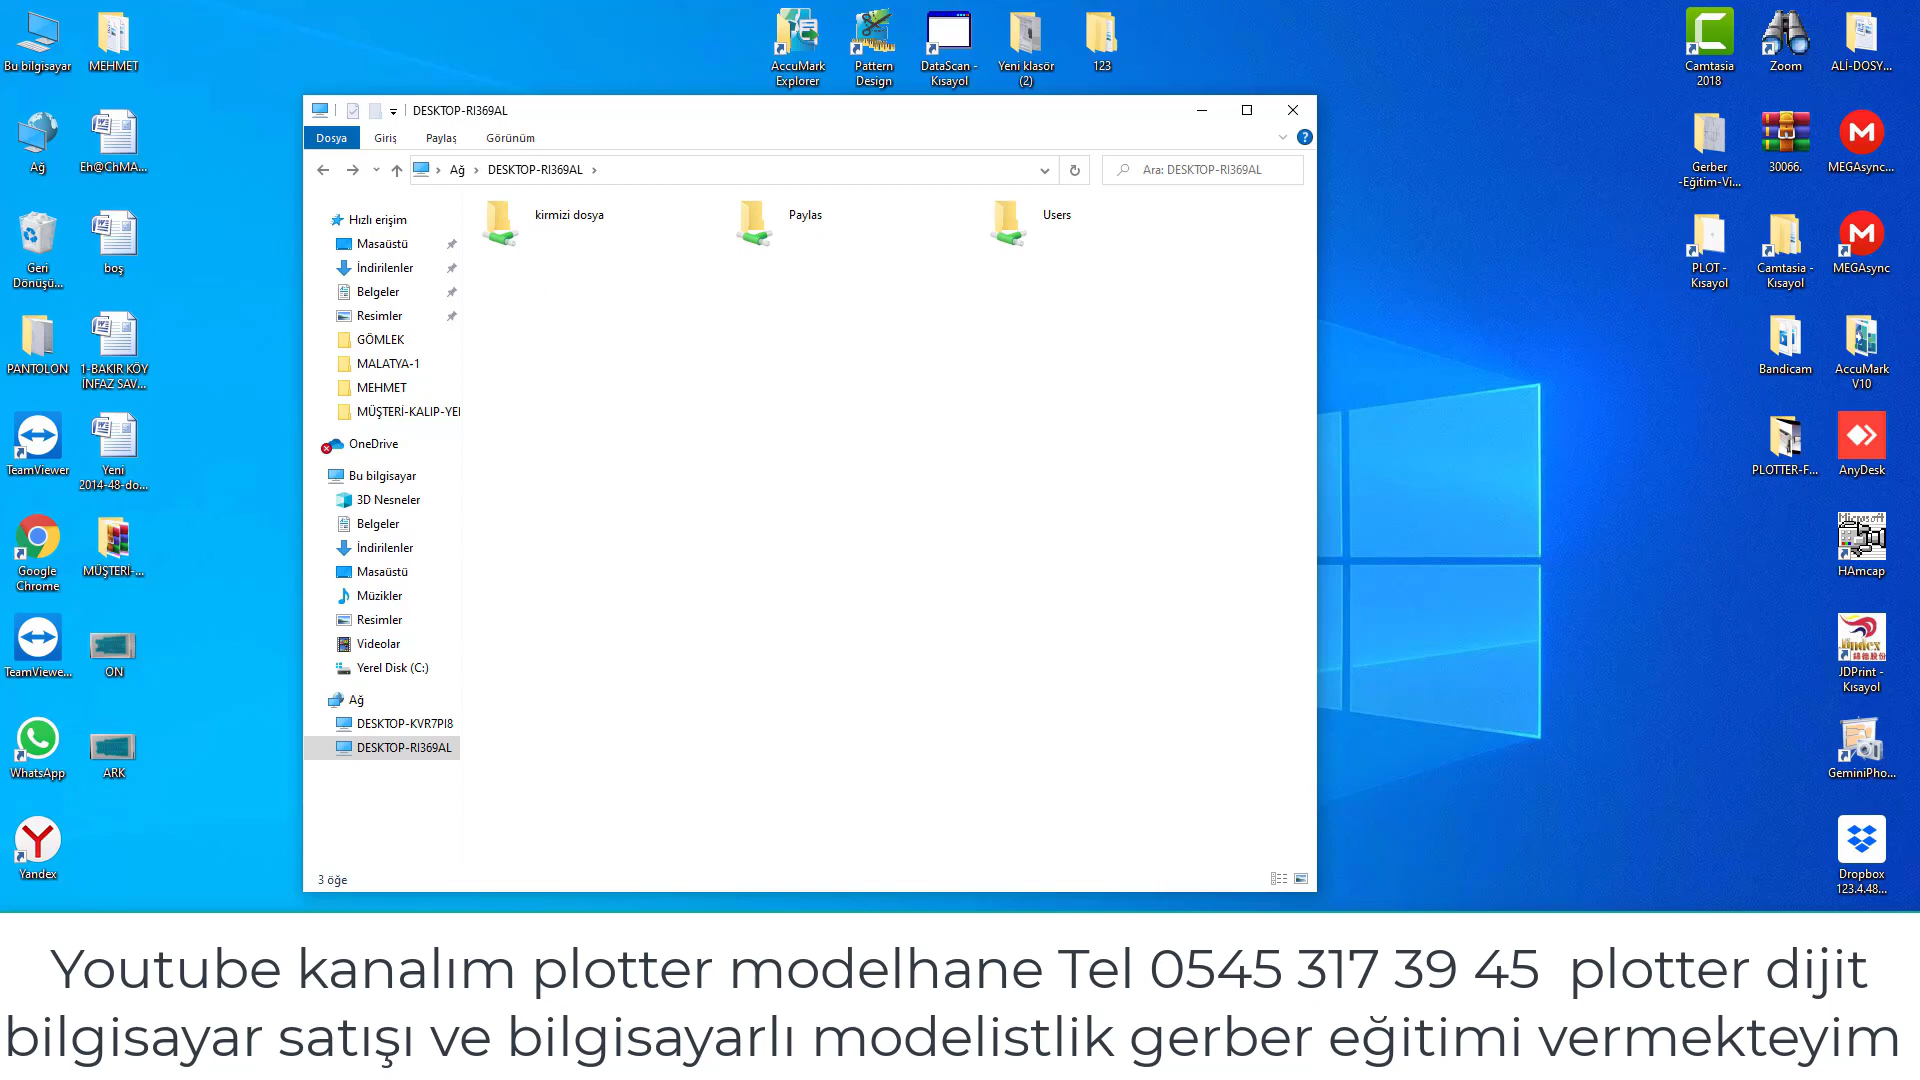 Bu bilgisayar
MEHMET
AccuMark
Explorer
Pattern
Design
DataScan -
Kısayol
Yeni klasör
(2)
123
Camtasia
2018
Zoom
ALİ-DOSY...
Ağ
Eh@ChMA...
Gerber
-Eğitim-Vi...
30066.
MEGAsync...
Geri
Dönüşü...
boş
PLOT -
Kısayol
Camtasia -
Kısayol
MEGAsync
PANTOLON
1-BAKIR KÖY
İNFAZ SAV...
Bandicam
AccuMark
V10
TeamViewer
Yeni
2014-48-do...
PLOTTER-F...
AnyDesk
Google
Chrome
MÜŞTERİ-...
Microsoft
HAmcap
TeamViewe...
ON
JDPrint -
Kısayol
WhatsApp
ARK
GeminiPho...
Yandex
Dropbox
123.4.48...
DESKTOP-RI369AL
Dosya Giriş Paylaş Görünüm
Ağ DESKTOP-RI369AL
Ara: DESKTOP-RI369AL
Hızlı erişim
Masaüstü
İndirilenler
Belgeler
Resimler
GÖMLEK
MALATYA-1
MEHMET
MÜŞTERİ-KALIP-YE
OneDrive
Bu bilgisayar
3D Nesneler
Belgeler
İndirilenler
Masaüstü
Müzikler
Resimler
Videolar
Yerel Disk (C:)
Ağ
DESKTOP-KVR7PI8
DESKTOP-RI369AL
kirmizi dosya
Paylas
Users
3 öğe
Youtube kanalım plotter modelhane Tel 0545 317 39 45 plotter dijit
bilgisayar satışı ve bilgisayarlı modelistlik gerber eğitimi vermekteyim